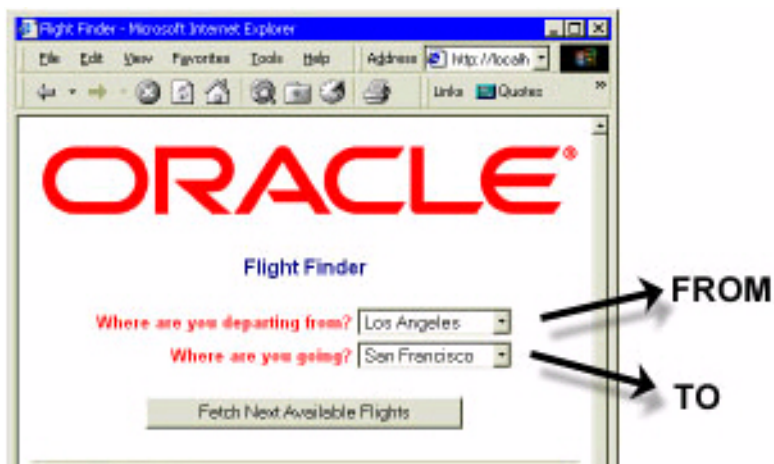 Flight Finder - Microsoft Internet Explorer
File Edit View Favorites Tools Help Address http://localh
Links Quotes »
ORACLE®
Flight Finder
Where are you departing from? Los Angeles
FROM
Where are you going? San Francisco
TO
Fetch Next Available Flights